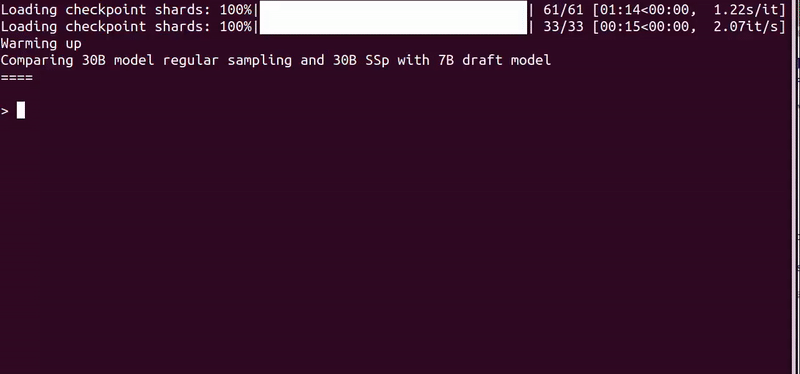 Loading checkpoint shards: 100%| | 61/61 [01:14<00:00, 1.22s/it]
Loading checkpoint shards: 100%| | 33/33 [00:15<00:00, 2.07it/s]
Warming up
Comparing 30B model regular sampling and 30B SSp with 7B draft model
====
>